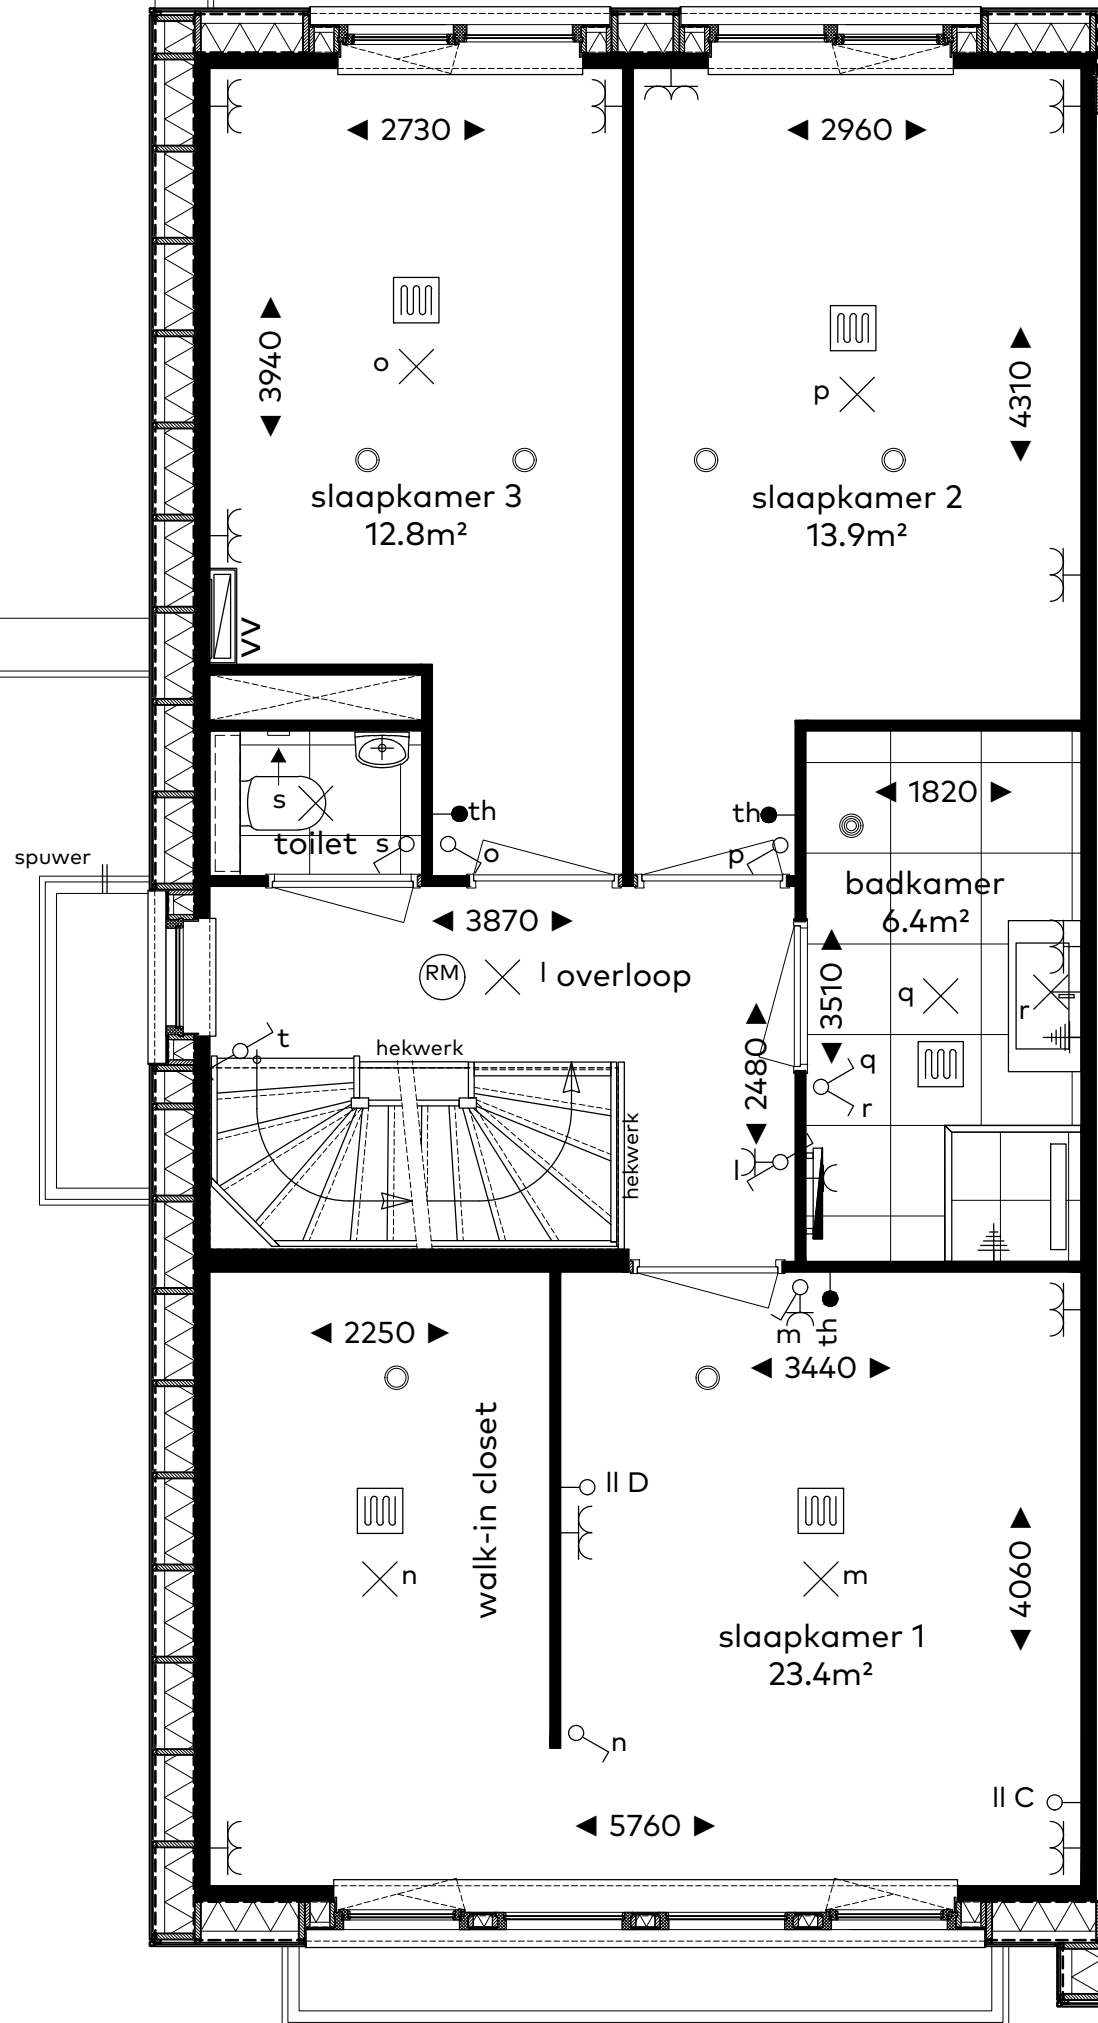 2730
2960
3940
4310
o
p
slaapkamer 3
12.8m²
slaapkamer 2
13.9m²
VV
s
toilet
s
th
o
th
p
1820
badkamer
6.4m²
spuwer
3870
RM
l
overloop
3510
q
r
t
hekwerk
2480
q
r
hekwerk
l
m
th
2250
3440
walk-in closet
ll D
n
m
4060
slaapkamer 1
23.4m²
n
ll C
5760